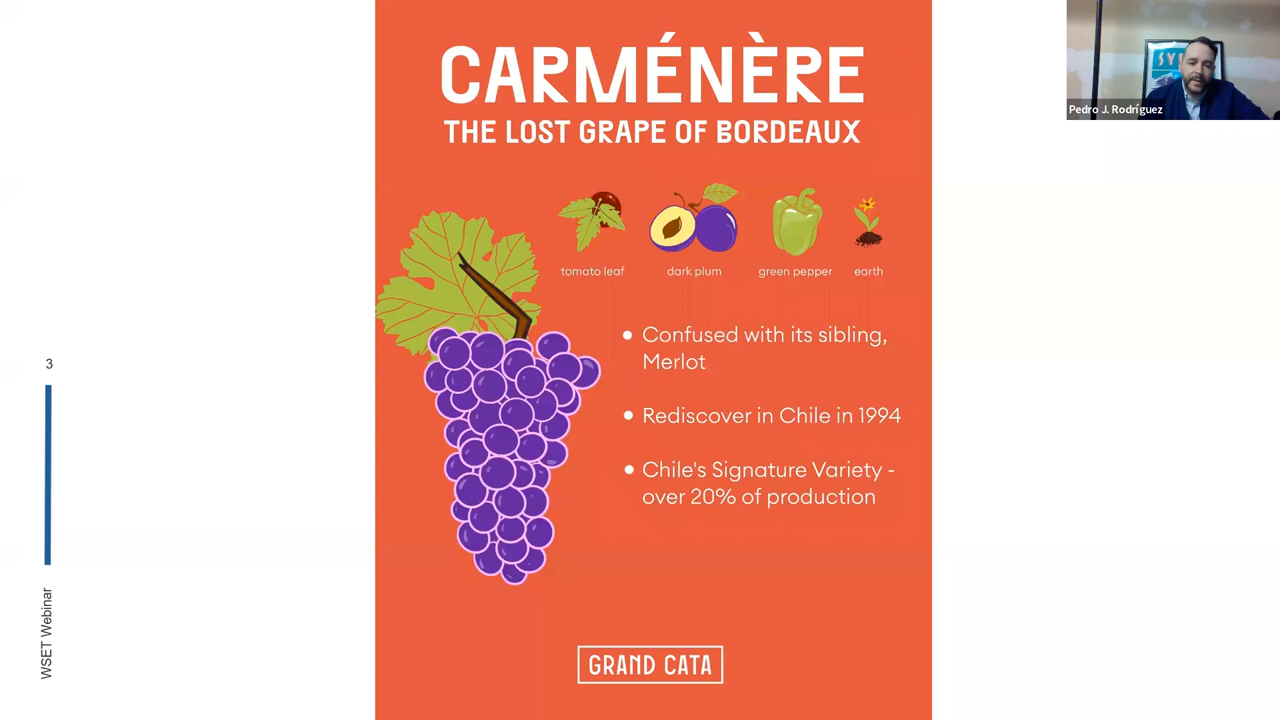 CARMÉNÈRE
THE LOST GRAPE OF BORDEAUX
tomato leaf
dark plum
green pepper
earth
Confused with its sibling,
Merlot
Rediscover in Chile in 1994
Chile's Signature Variety -
over 20% of production
GRAND CATA
3
WSET Webinar
Pedro J. Rodríguez